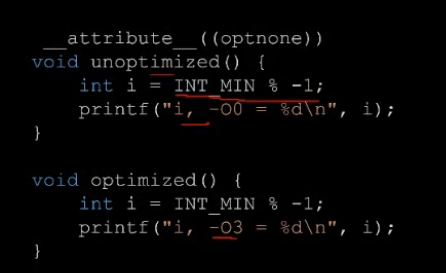 __attribute__((optnone))
void unoptimized() {
    int i = INT_MIN % -1;
    printf("i, -O0 = %d\n", i);
}

void optimized() {
    int i = INT_MIN % -1;
    printf("i, -O3 = %d\n", i);
}